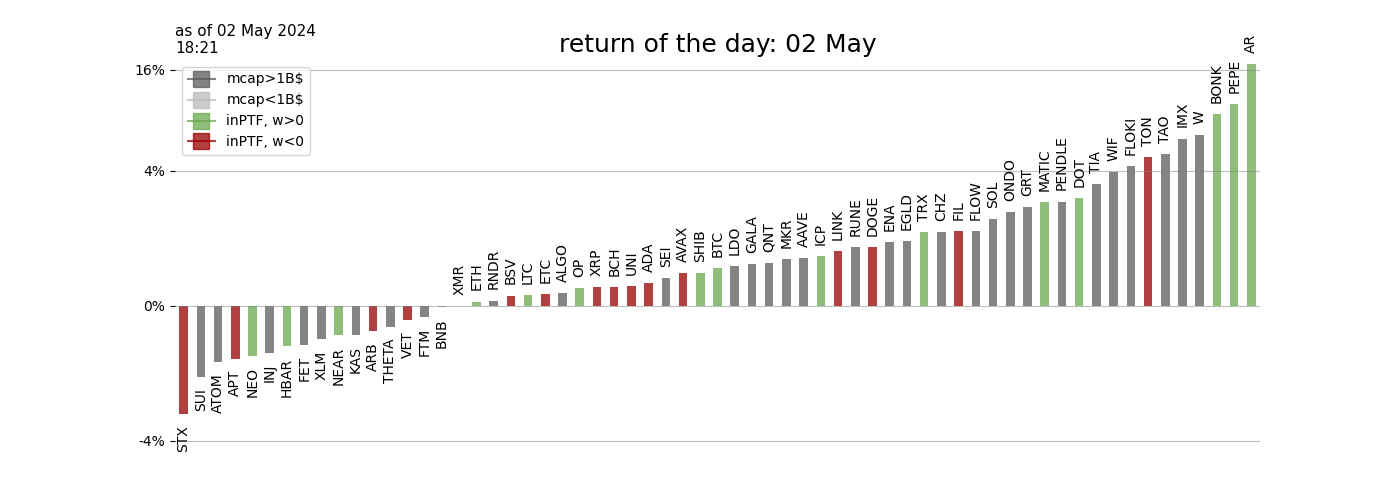 as of 02 May 2024
18:21
return of the day: 02 May
16%
4%
0%
-4%
mcap>1B$
mcap<1B$
inPTF, w>0
inPTF, w<0
STX
SUI
ATOM
APT
NEO
INJ
HBAR
FET
XLM
NEAR
KAS
ARB
THETA
VET
FTM
BNB
XMR
ETH
RNDR
BSV
LTC
ETC
ALGO
OP
XRP
BCH
UNI
ADA
SEI
AVAX
SHIB
BTC
LDO
GALA
QNT
MKR
AAVE
ICP
LINK
RUNE
DOGE
ENA
EGLD
TRX
CHZ
FIL
FLOW
SOL
ONDO
GRT
MATIC
PENDLE
DOT
TIA
WIF
FLOKI
TON
TAO
IMX
W
BONK
PEPE
AR